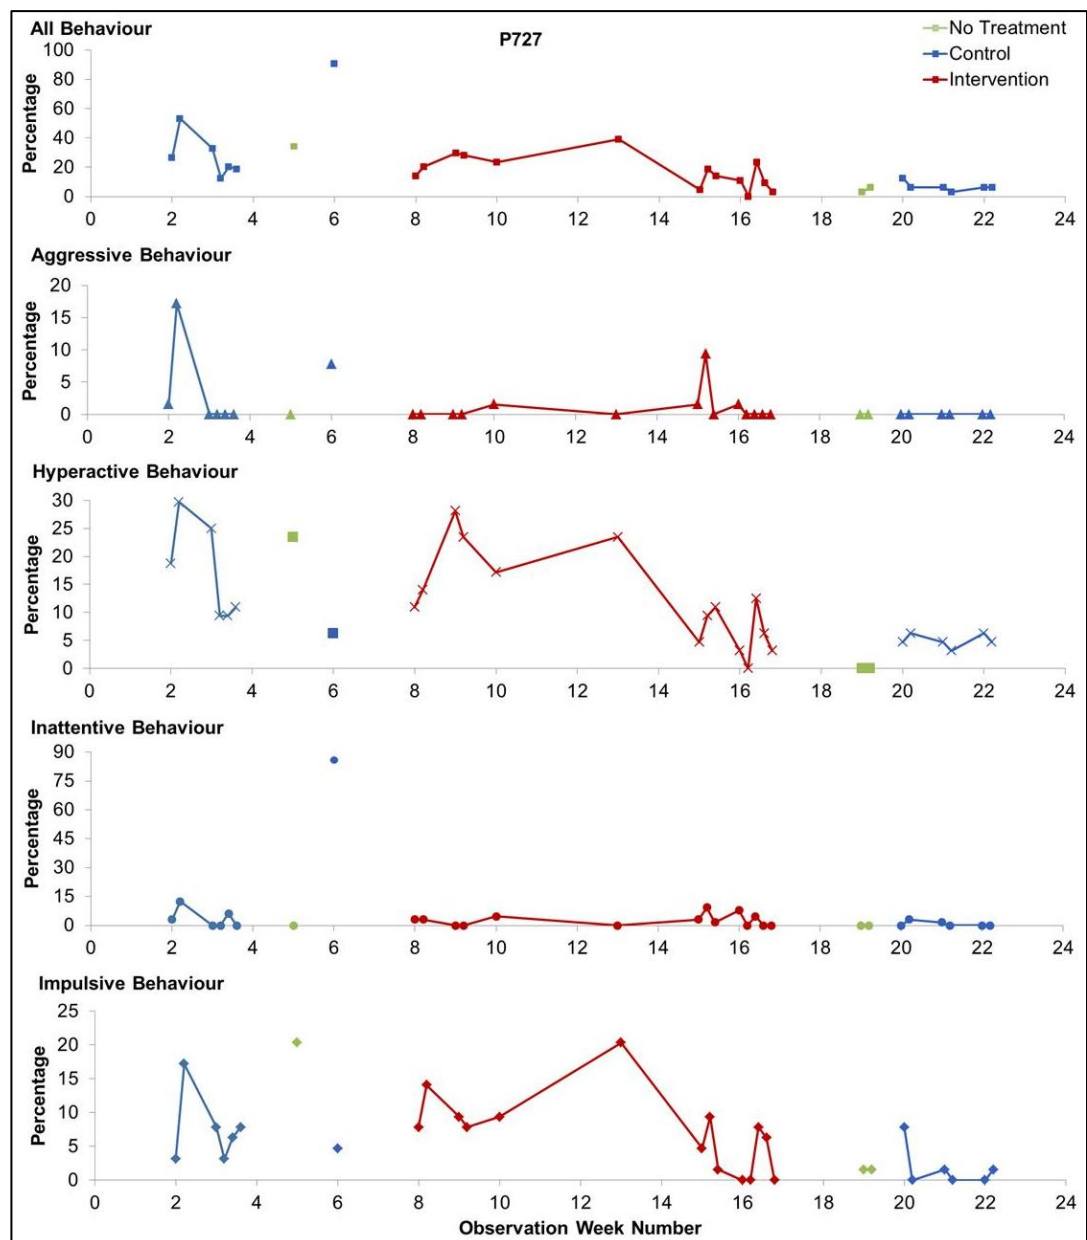 All Behaviour
P727
No Treatment
Control
Intervention
Percentage
100
80
60
40
20
0
0 2 4 6 8 10 12 14 16 18 20 22 24
Aggressive Behaviour
Percentage
20
15
10
5
0
0 2 4 6 8 10 12 14 16 18 20 22 24
Hyperactive Behaviour
Percentage
30
25
20
15
10
5
0
0 2 4 6 8 10 12 14 16 18 20 22 24
Inattentive Behaviour
Percentage
90
75
60
45
30
15
0
0 2 4 6 8 10 12 14 16 18 20 22 24
Impulsive Behaviour
Percentage
25
20
15
10
5
0
0 2 4 6 8 10 12 14 16 18 20 22 24
Observation Week Number